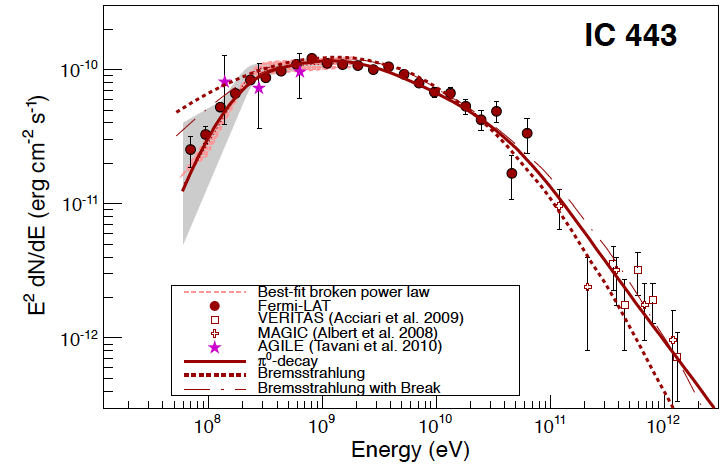 IC 443
E² dN/dE (erg cm⁻² s⁻¹)
10⁻¹⁰
10⁻¹¹
10⁻¹²
Best-fit broken power law
Fermi-LAT
VERITAS (Acciari et al. 2009)
MAGIC (Albert et al. 2008)
AGILE (Tavani et al. 2010)
π⁰-decay
Bremsstrahlung
Bremsstrahlung with Break
10⁸ 10⁹ 10¹⁰ 10¹¹ 10¹²
Energy (eV)